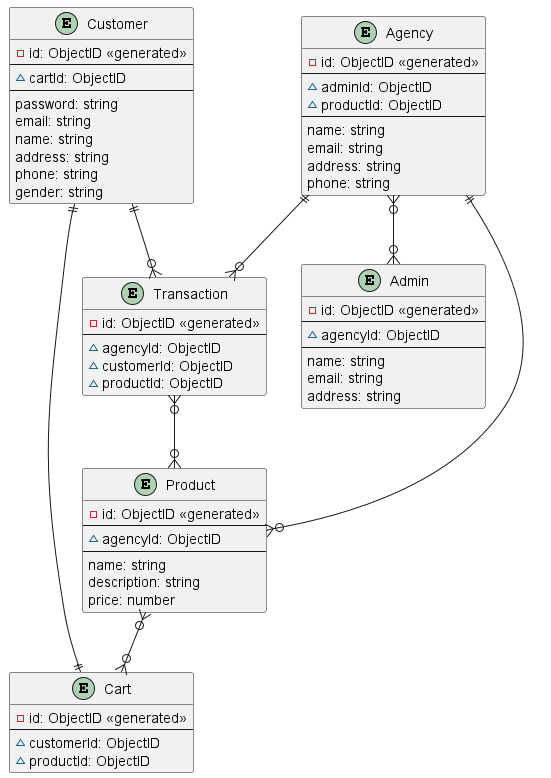 E Customer
id: ObjectID «generated»
cartId: ObjectID
password: string
email: string
name: string
address: string
phone: string
gender: string
E Agency
id: ObjectID «generated»
adminId: ObjectID
productId: ObjectID
name: string
email: string
address: string
phone: string
E Transaction
id: ObjectID «generated»
agencyId: ObjectID
customerId: ObjectID
productId: ObjectID
E Admin
id: ObjectID «generated»
agencyId: ObjectID
name: string
email: string
address: string
E Product
id: ObjectID «generated»
agencyId: ObjectID
name: string
description: string
price: number
E Cart
id: ObjectID «generated»
customerId: ObjectID
productId: ObjectID